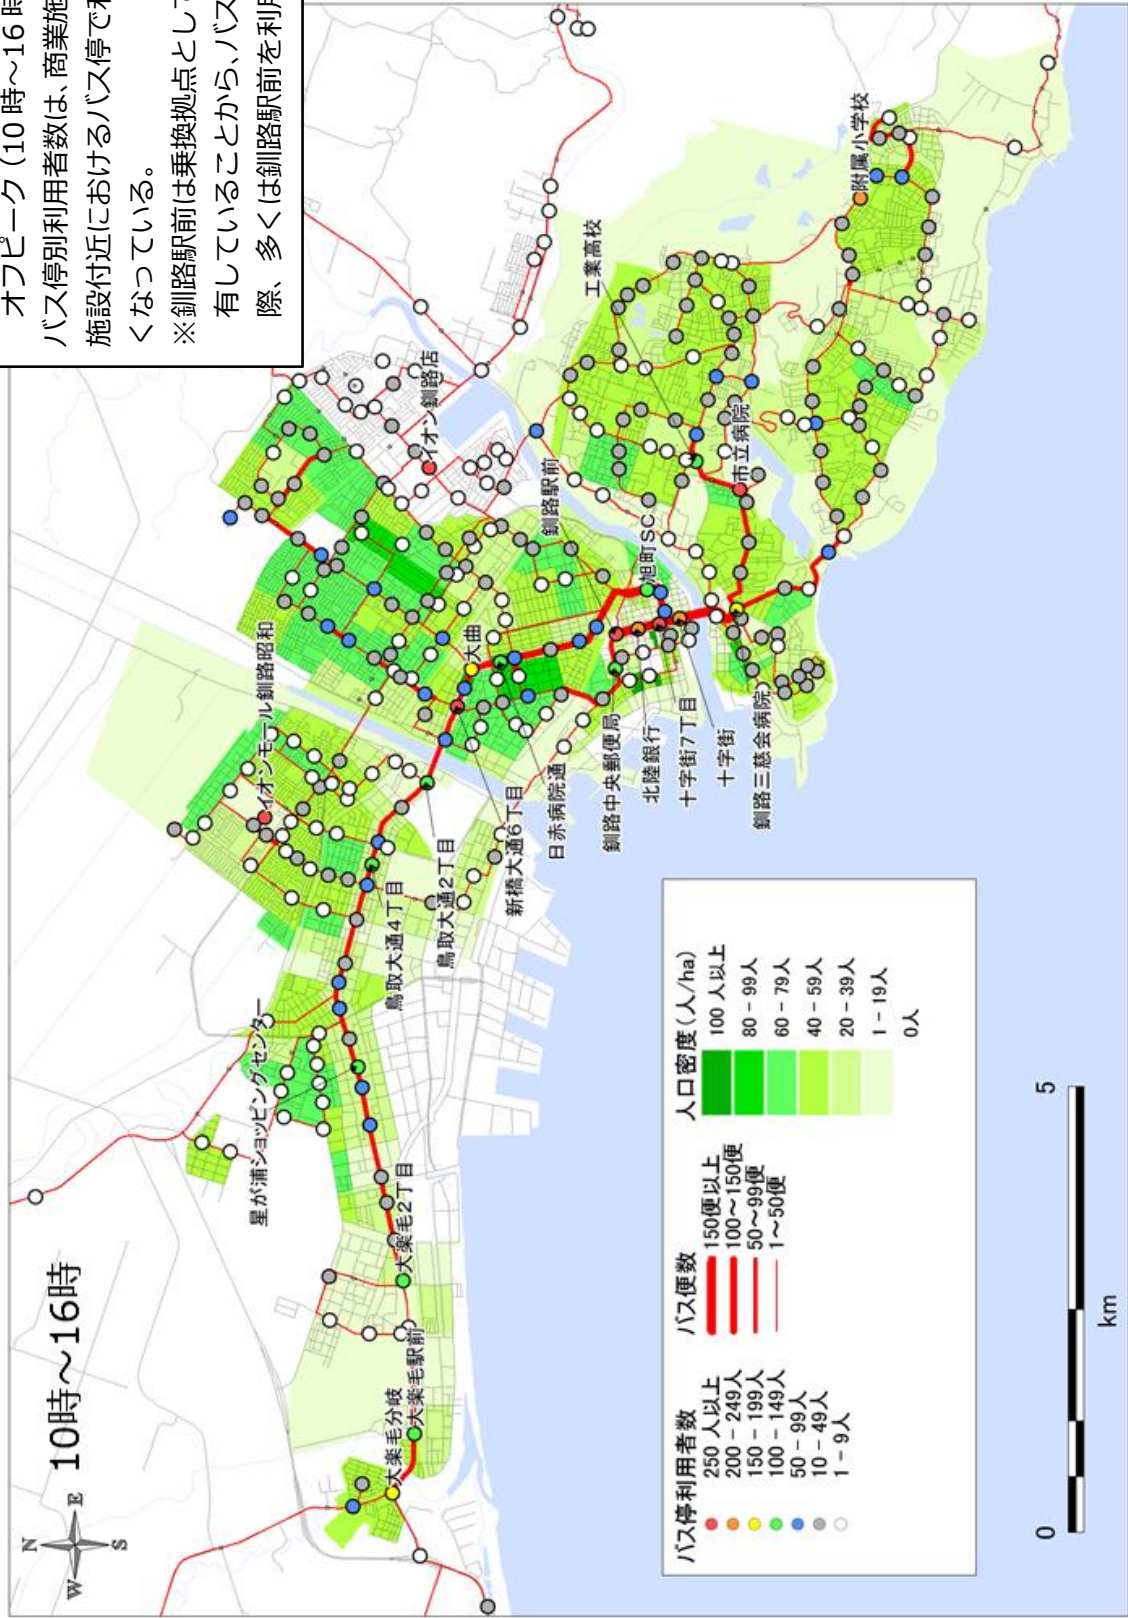 オフピーク（10時～16時
バス停別利用者数は、商業施
施設付近におけるバス停で利
くなっている。
※釧路駅前は乗換拠点として
有していることから、バス
際、多くは釧路駅前を利用
10時～16時
N
E
S
W
附属小学校
工業高校
イオン釧路店
市立病院
釧路駅前
旭町SC
大曲
イオンモール釧路昭和
釧路三慈会病院
十字街
十字街7丁目
北陸銀行
釧路中央郵便局
日赤病院通
新橋大通6丁目
鳥取大通2丁目
鳥取大通4丁目
星が浦ショッピングセンター
大楽毛2丁目
大楽毛駅前
大楽毛分岐
バス停利用者数
250人以上
200－249人
150－199人
100－149人
50－99人
10－49人
1－9人
バス便数
150便以上
100～150便
50～99便
1～50便
人口密度(人/ha)
100人以上
80－99人
60－79人
40－59人
20－39人
1－19人
0人
0
5
km